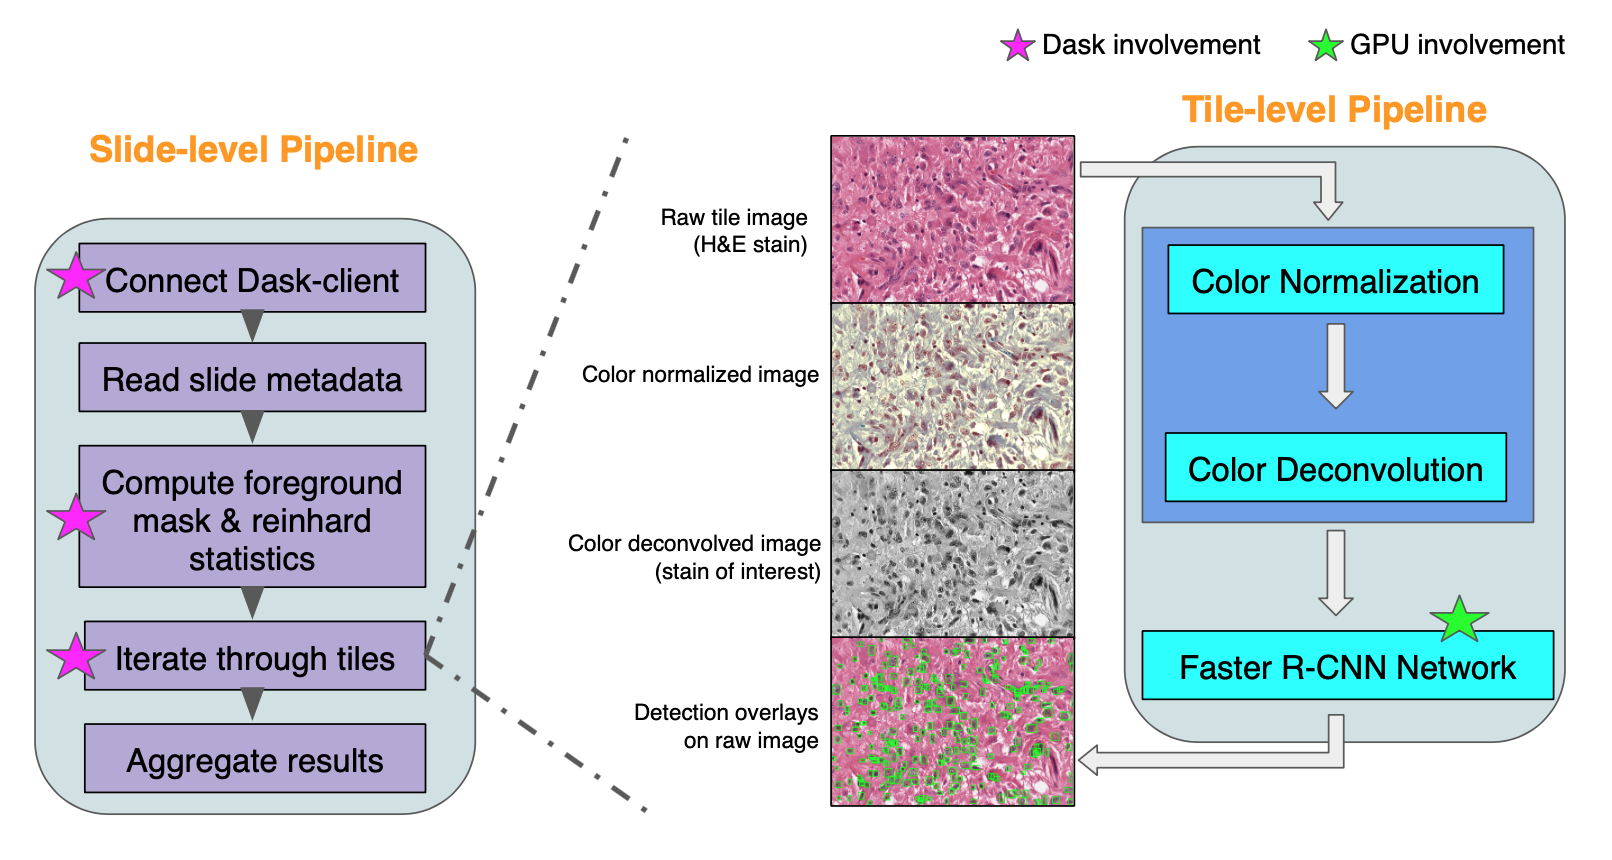 Dask involvement
GPU involvement
Slide-level Pipeline
Connect Dask-client
Read slide metadata
Compute foreground
mask & reinhard
statistics
Iterate through tiles
Aggregate results
Raw tile image
(H&E stain)
Color normalized image
Color deconvolved image
(stain of interest)
Detection overlays
on raw image
Tile-level Pipeline
Color Normalization
Color Deconvolution
Faster R-CNN Network